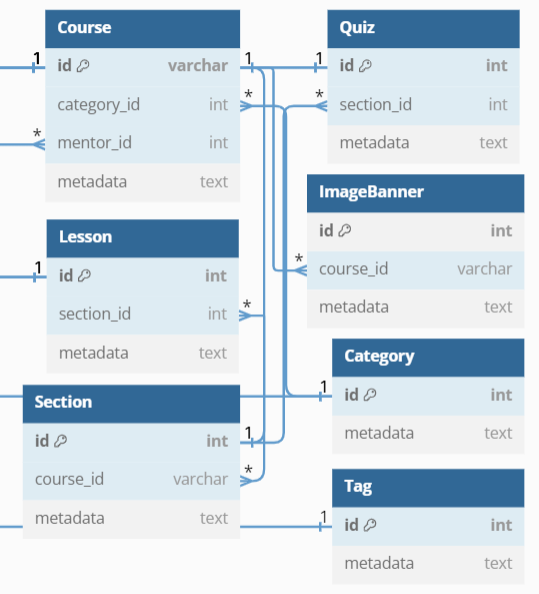 Course
1 id varchar 1
category_id int *
* mentor_id int
metadata text
Quiz
1 id int
* section_id int
metadata text
ImageBanner
id int
* course_id varchar
metadata text
Lesson
1 id int
section_id int *
metadata text
Category
1 id int
metadata text
Section
id int 1
course_id varchar *
metadata text
Tag
1 id int
metadata text